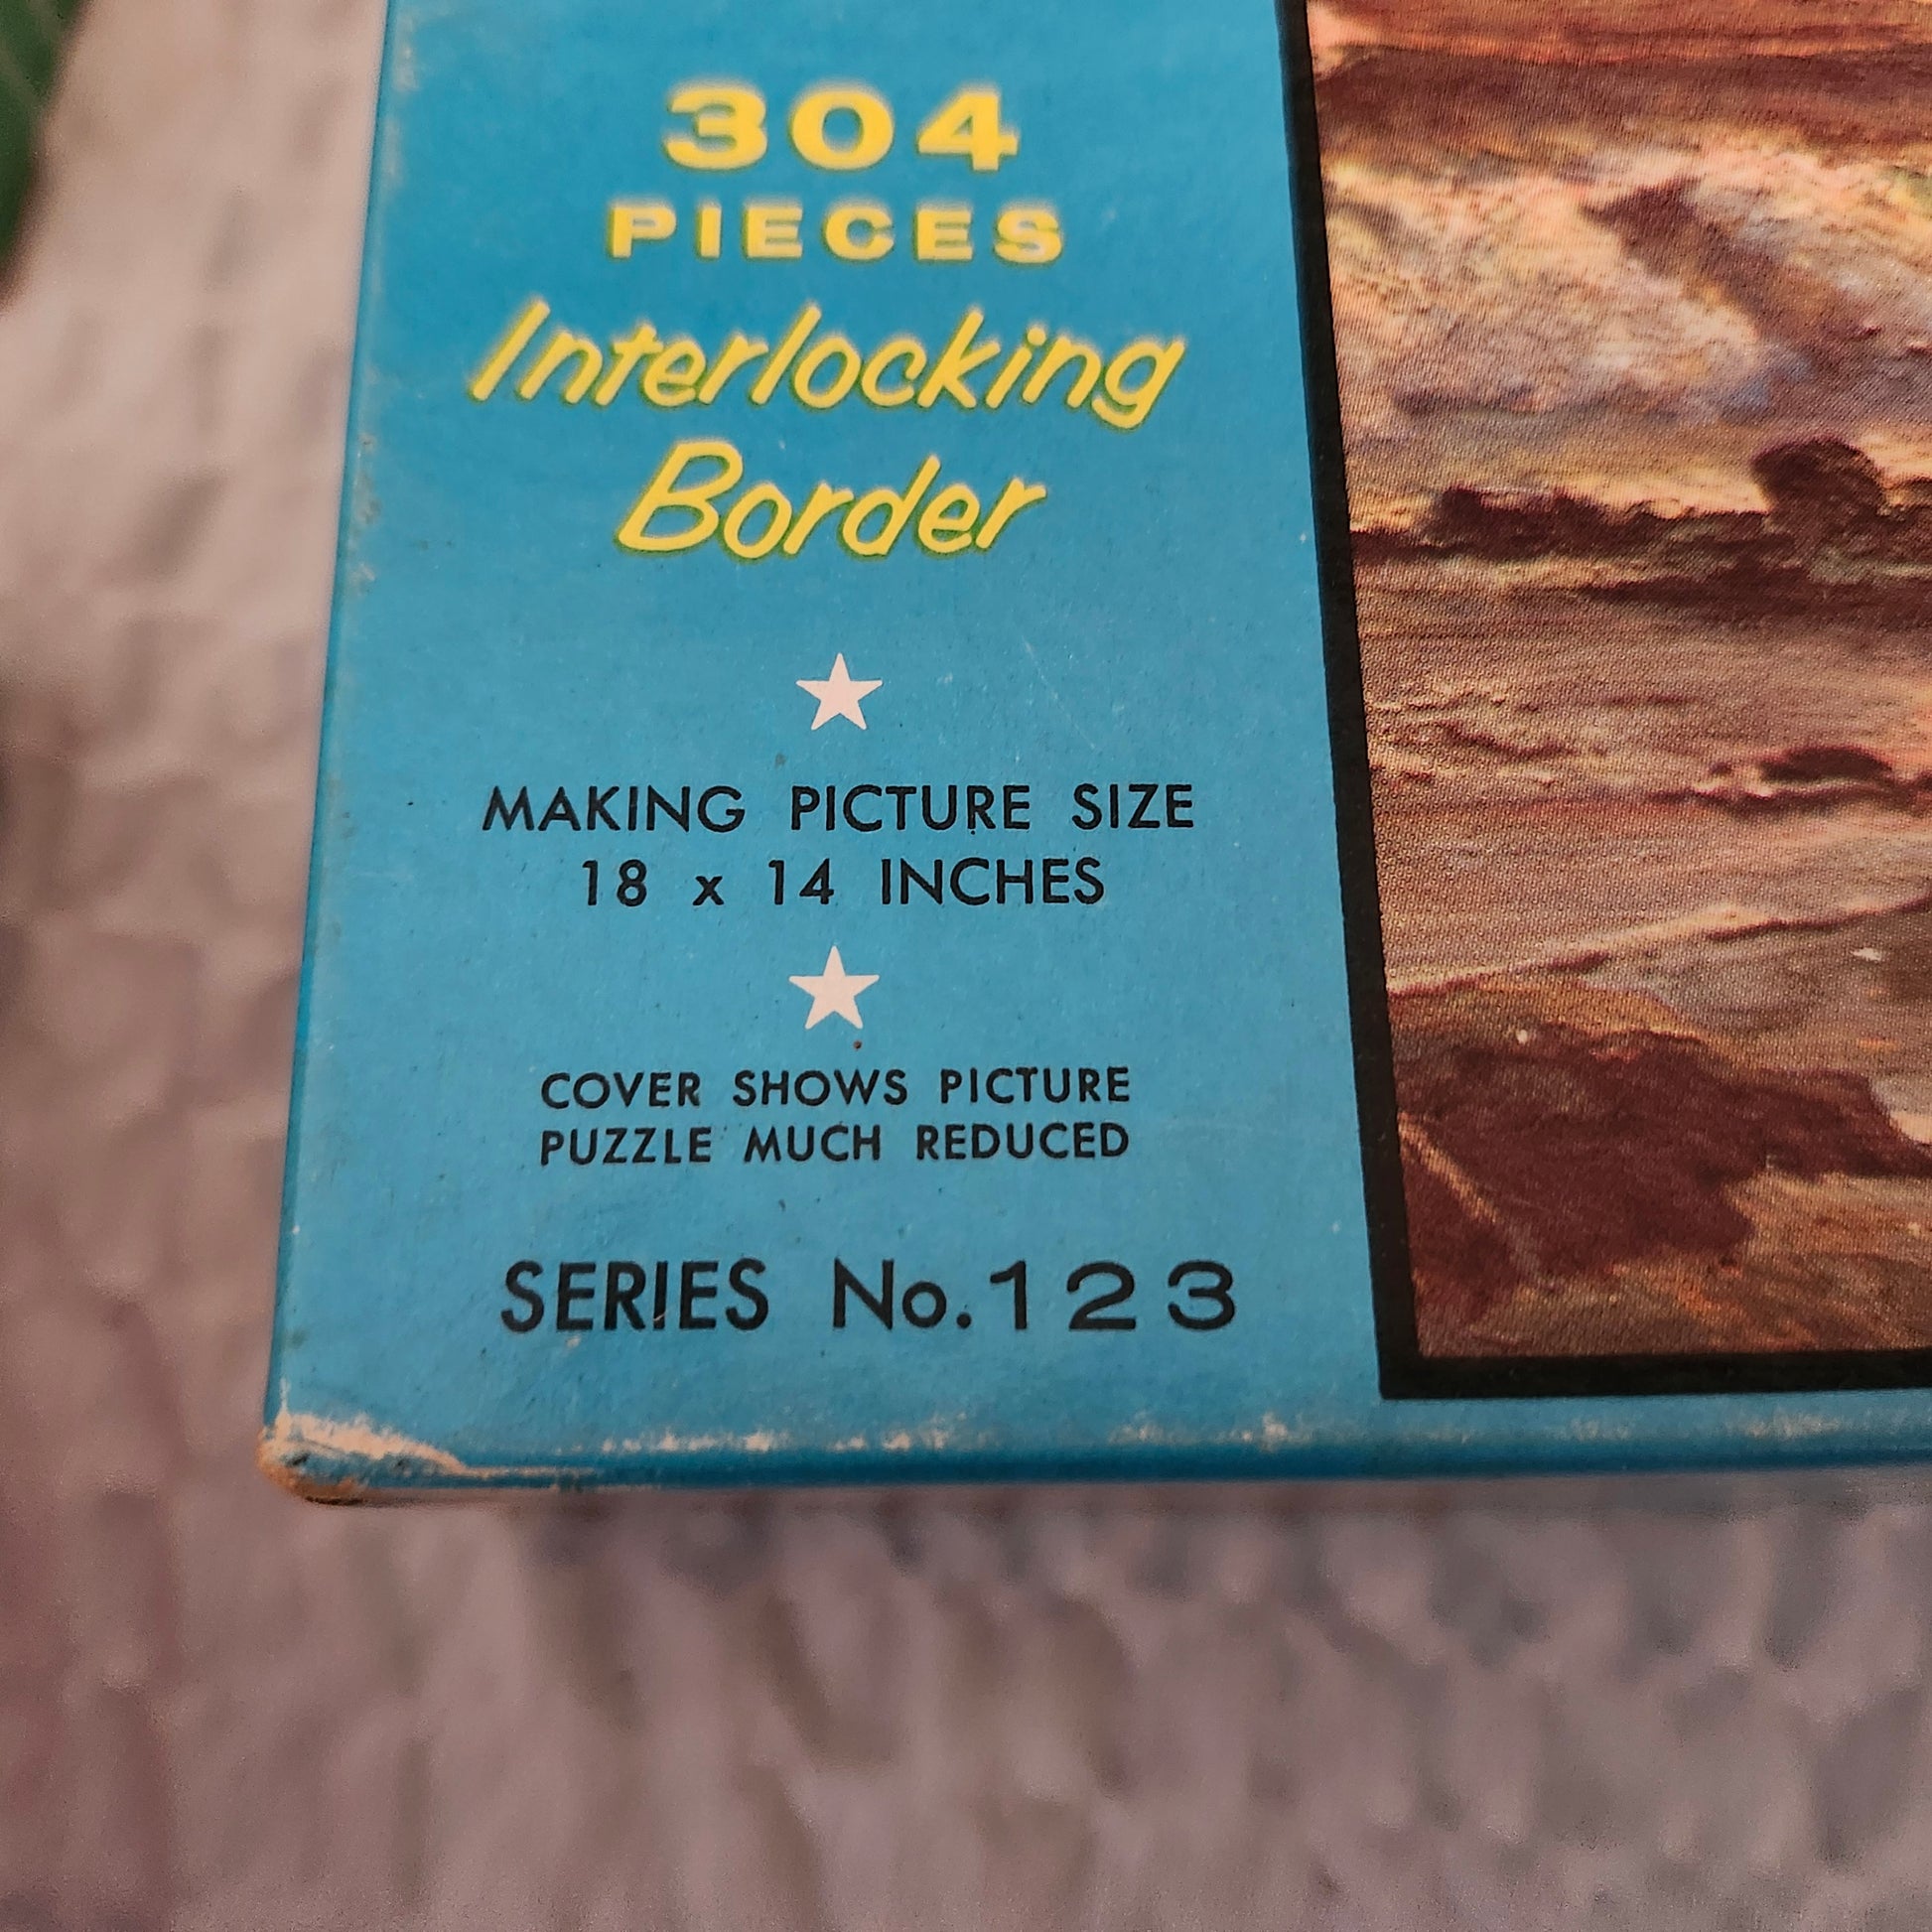 304
PIECES
Interlocking
Border
MAKING PICTURE SIZE
18 x 14 INCHES
COVER SHOWS PICTURE
PUZZLE MUCH REDUCED
SERIES No. 123